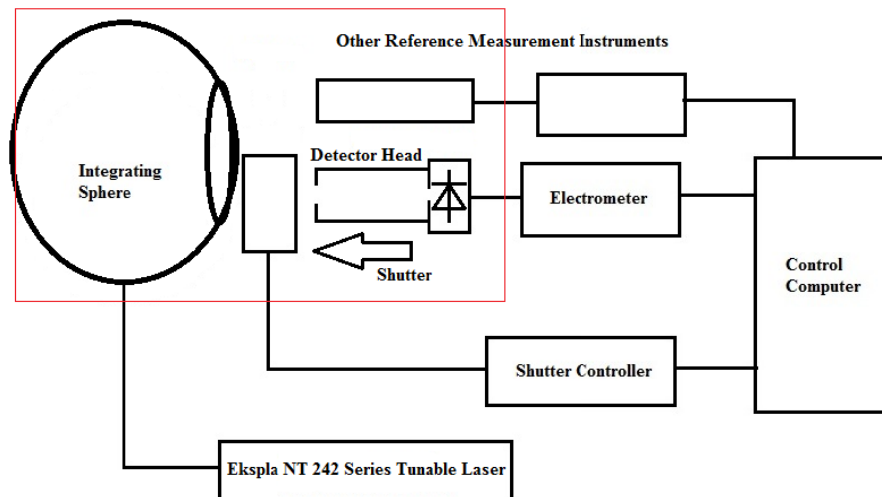 Other Reference Measurement Instruments
Detector Head
Integrating
Sphere
Electrometer
Shutter
Control
Computer
Shutter Controller
Ekspla NT 242 Series Tunable Laser